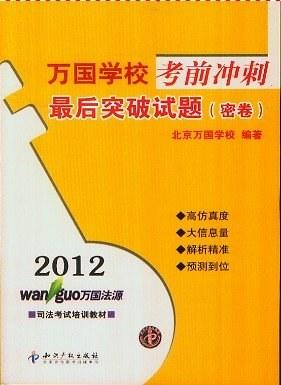 万国学校考前冲刺
最后突破试题(密卷)
北京万国学校 编著
◆高仿真度
◆大信息量
◆解析精准
◆预测到位
2012
wanguo万国法源
■司法考试培训教材■
知识产权出版社